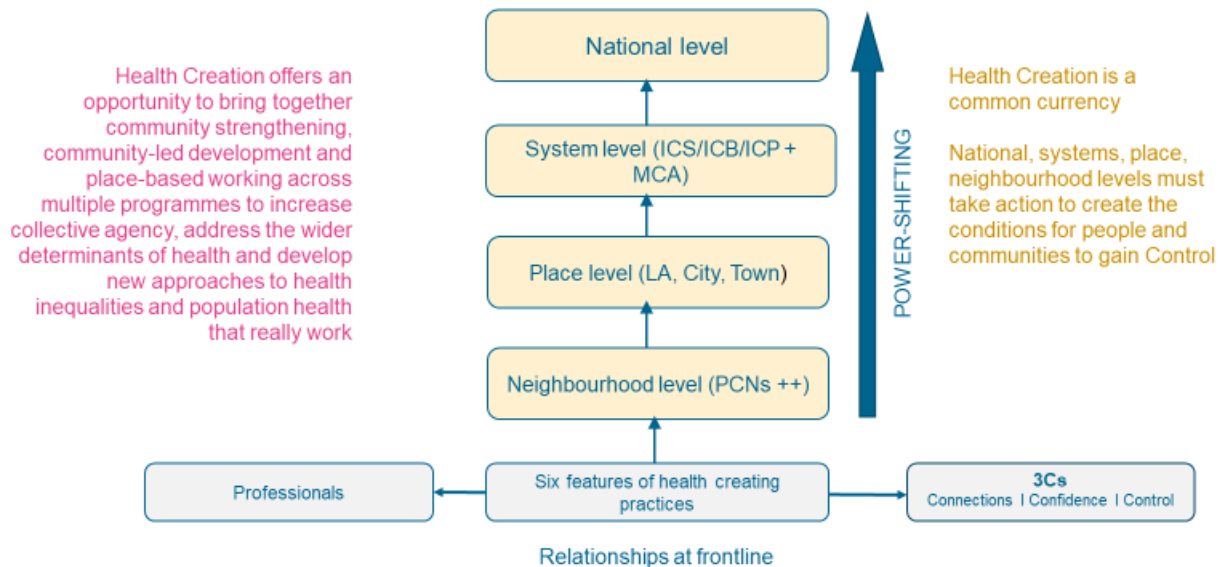 National level
Health Creation offers an
opportunity to bring together
community strengthening,
community-led development and
place-based working across
multiple programmes to increase
collective agency, address the wider
determinants of health and develop
new approaches to health
inequalities and population health
that really work
System level (ICS/ICB/ICP +
MCA)
Place level (LA, City, Town)
Neighbourhood level (PCNs ++)
POWER-SHIFTING
Health Creation is a
common currency
National, systems, place,
neighbourhood levels must
take action to create the
conditions for people and
communities to gain Control
Professionals
Six features of health creating
practices
3Cs
Connections I Confidence I Control
Relationships at frontline